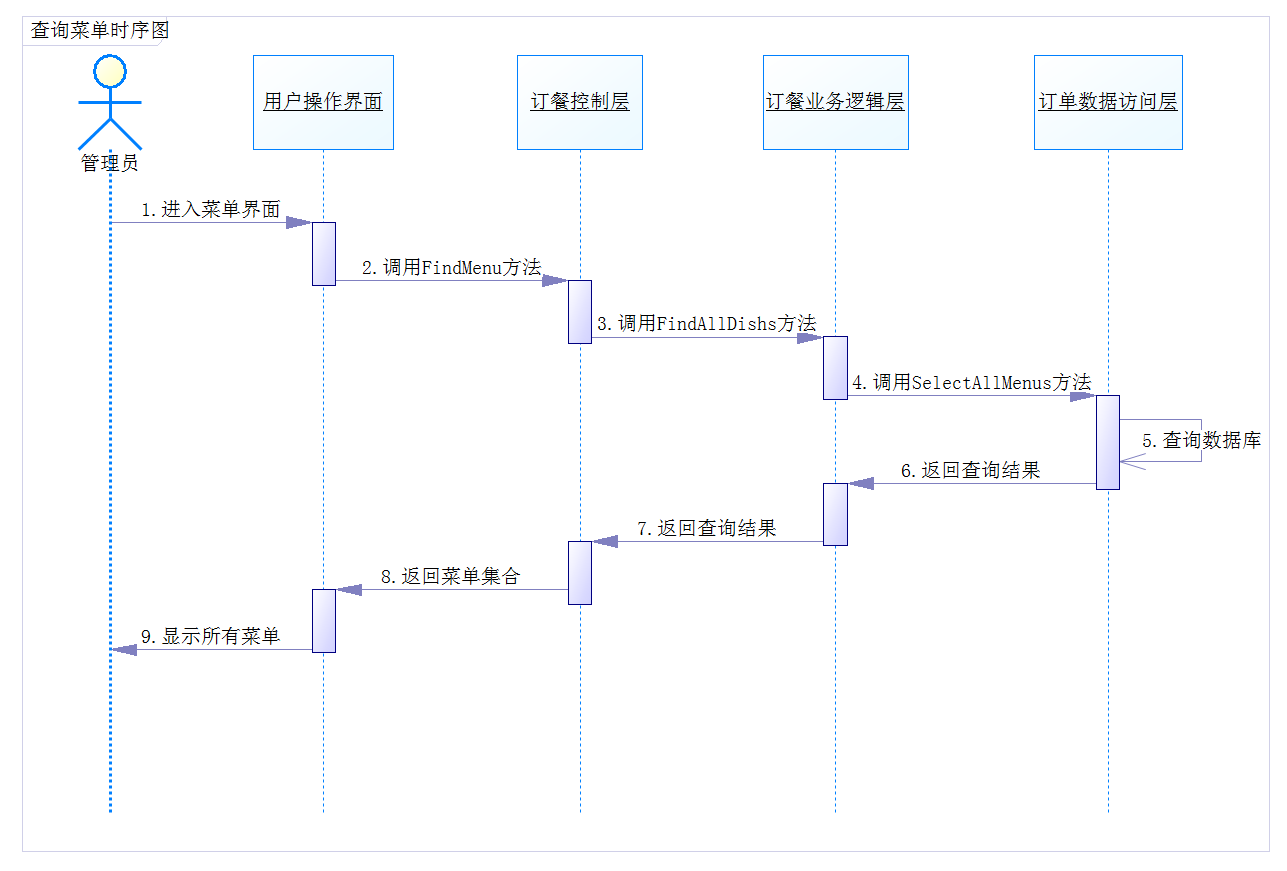 查询菜单时序图
管理员
用户操作界面
订餐控制层
订餐业务逻辑层
订单数据访问层
1.进入菜单界面
2.调用FindMenu方法
3.调用FindAllDishs方法
4.调用SelectAllMenus方法
5.查询数据库
6.返回查询结果
7.返回查询结果
8.返回菜单集合
9.显示所有菜单